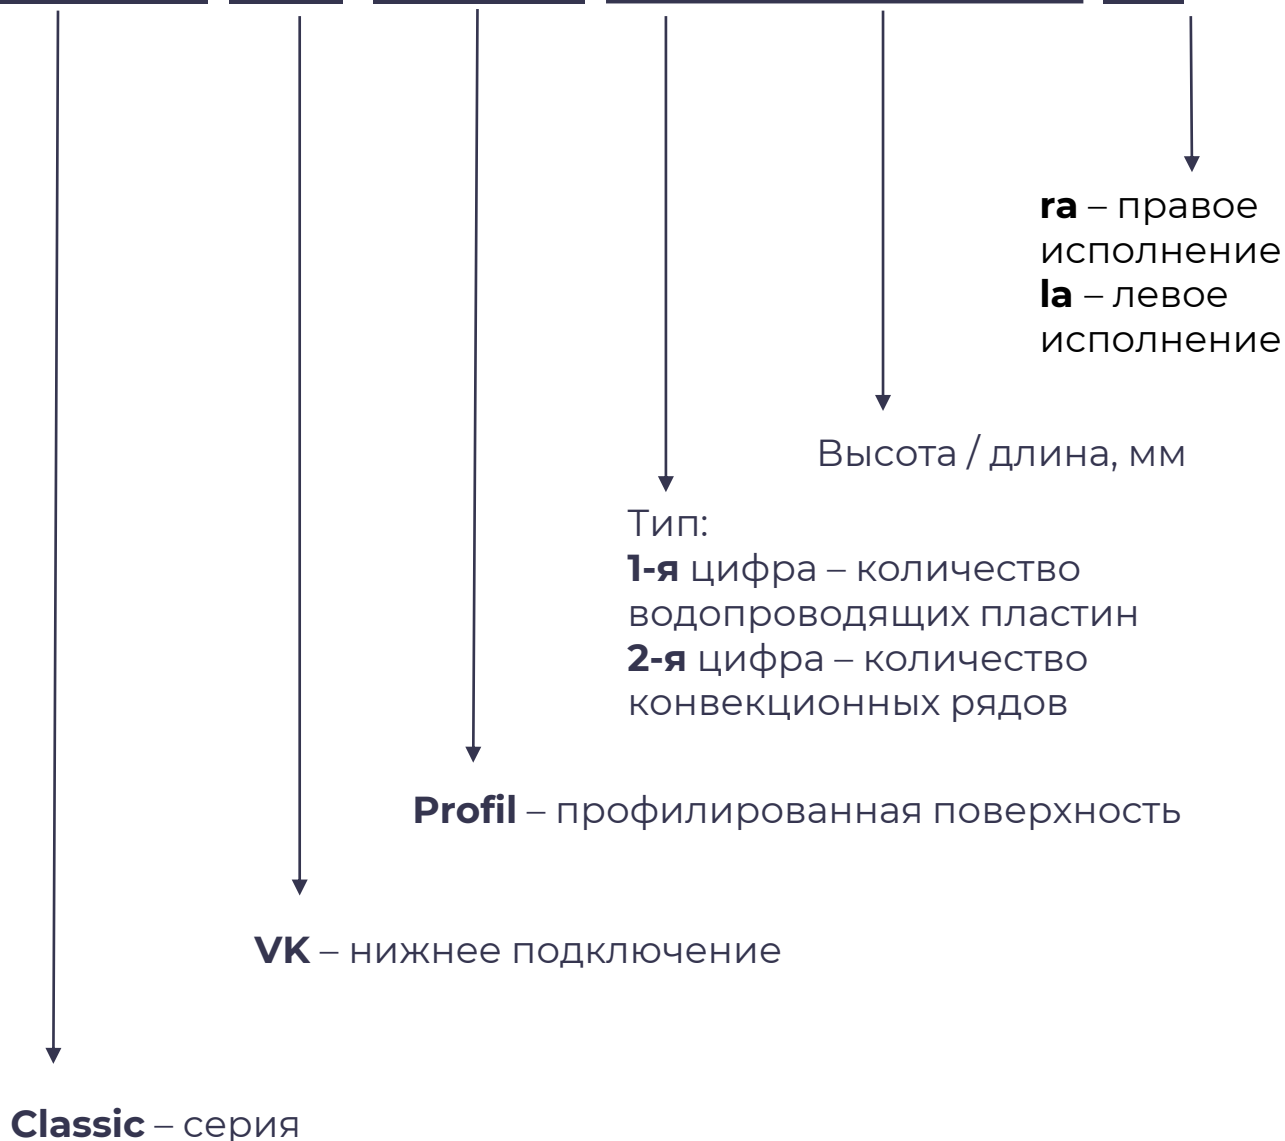 ra – правое
исполнение
la – левое
исполнение
Высота / длина, мм
Тип:
1-я цифра – количество
водопроводящих пластин
2-я цифра – количество
конвекционных рядов
Profil – профилированная поверхность
VK – нижнее подключение
Classic – серия